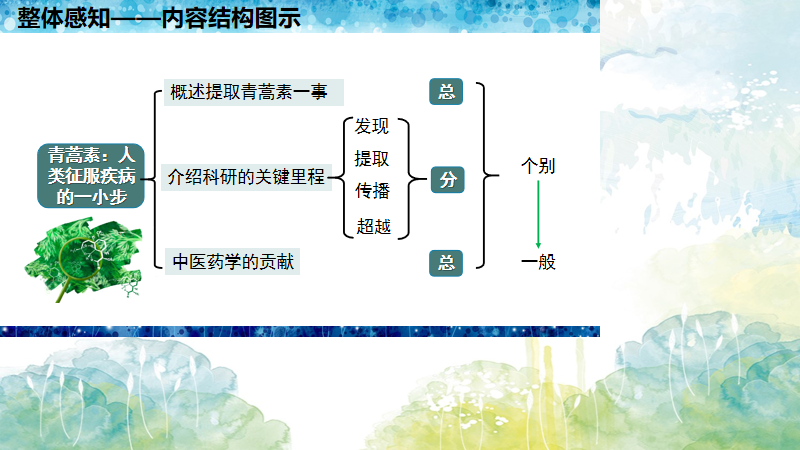 整体感知——内容结构图示
青蒿素：人
类征服疾病
的一小步
概述提取青蒿素一事
总
介绍科研的关键里程
发现
提取
传播
超越
分
中医药学的贡献
总
个别
一般